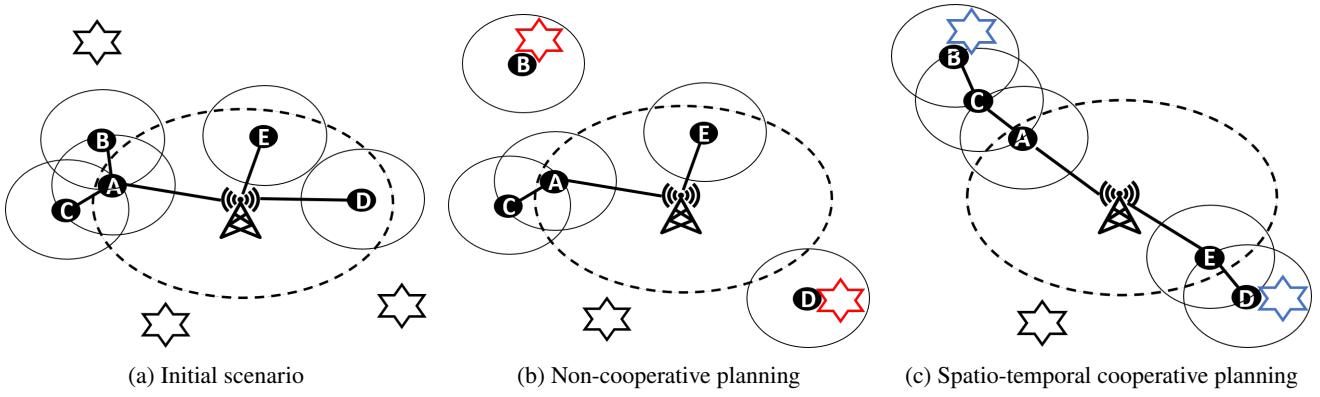 B
E
A
C
D
B
E
A
C
D
B
C
A
E
D
(a) Initial scenario
(b) Non-cooperative planning
(c) Spatio-temporal cooperative planning